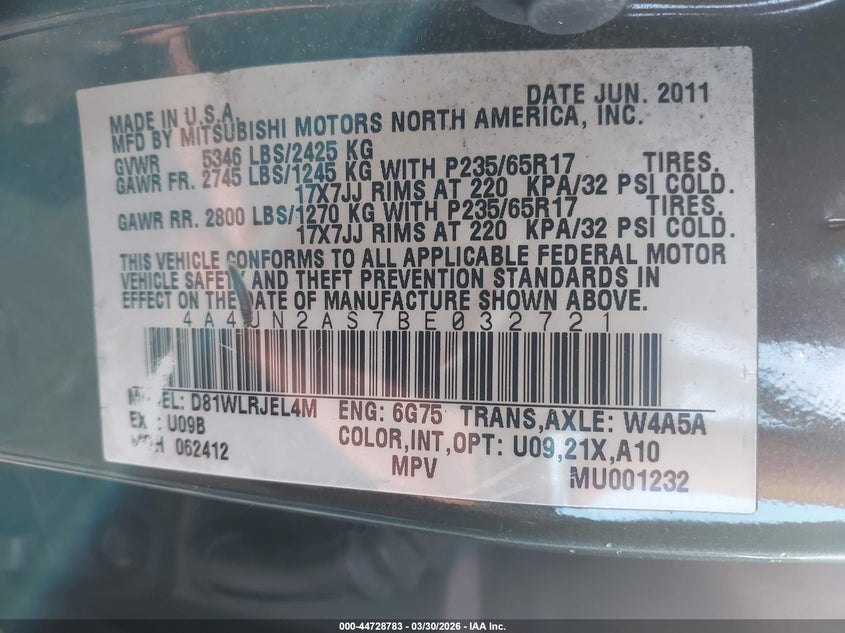 DATE JUN. 2011
MADE IN U.S.A.
MFD BY MITSUBISHI MOTORS NORTH AMERICA, INC.
GVWR 5346 LBS/2425 KG
GAWR FR. 2745 LBS/1245 KG WITH P235/65R17 TIRES.
17X7JJ RIMS AT 220 KPA/32 PSI COLD.
GAWR RR. 2800 LBS/1270 KG WITH P235/65R17 TIRES.
17X7JJ RIMS AT 220 KPA/32 PSI COLD.
THIS VEHICLE CONFORMS TO ALL APPLICABLE FEDERAL MOTOR
VEHICLE SAFETY AND THEFT PREVENTION STANDARDS IN
EFFECT ON THE DATE OF MANUFACTURE SHOWN ABOVE.
4A4JN2AS7BE032721
D81WLRJEL4M ENG: 6G75 TRANS,AXLE: W4A5A
: U09B COLOR,INT,OPT: U09,21X,A10
062412 MPV MU001232
000-44728783 — 03/30/2026 — IAA Inc.